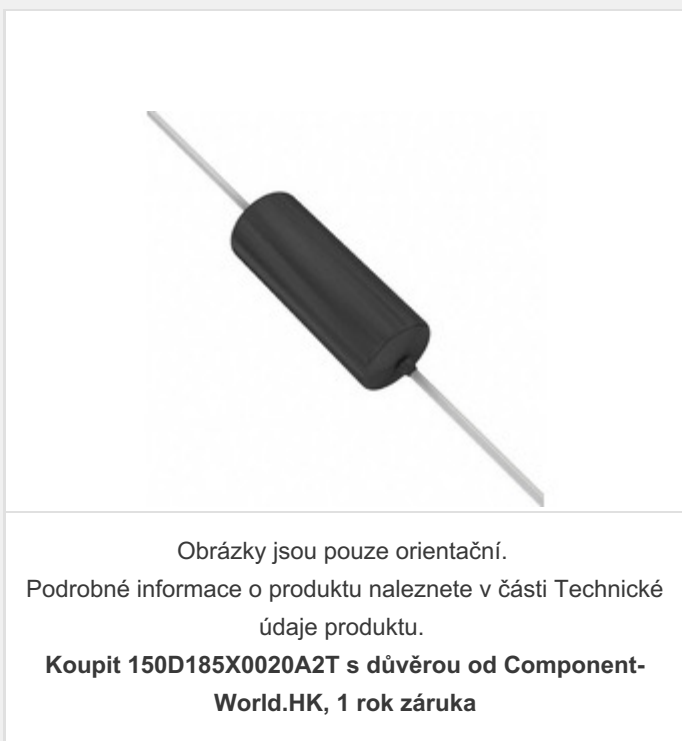 Obrázky jsou pouze orientační.
Podrobné informace o produktu naleznete v části Technické
údaje produktu.
Koupit 150D185X0020A2T s důvěrou od Component-
World.HK, 1 rok záruka